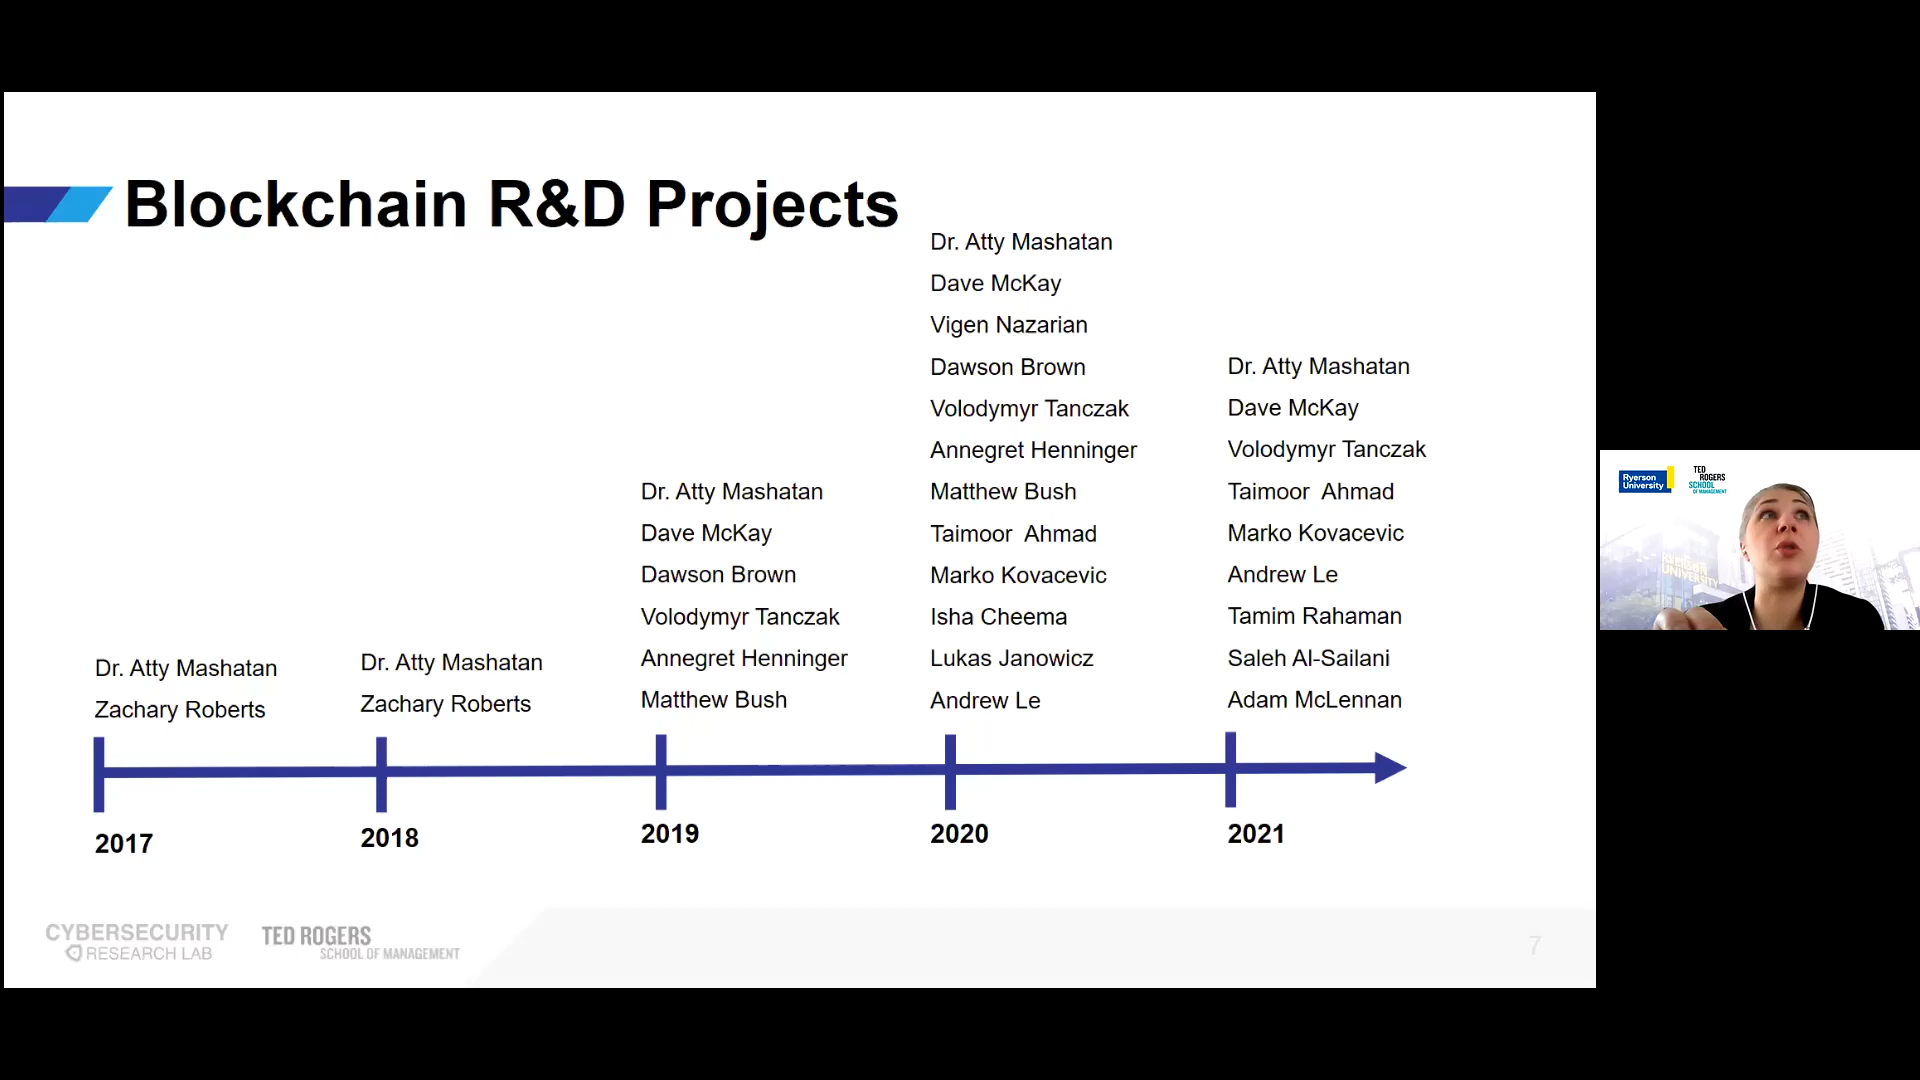 Blockchain R&D Projects
Dr. Atty Mashatan
Zachary Roberts
2017
Dr. Atty Mashatan
Zachary Roberts
2018
Dr. Atty Mashatan
Dave McKay
Dawson Brown
Volodymyr Tanczak
Annegret Henninger
Matthew Bush
2019
Dr. Atty Mashatan
Dave McKay
Vigen Nazarian
Dawson Brown
Volodymyr Tanczak
Annegret Henninger
Matthew Bush
Taimoor  Ahmad
Marko Kovacevic
Isha Cheema
Lukas Janowicz
Andrew Le
2020
Dr. Atty Mashatan
Dave McKay
Volodymyr Tanczak
Taimoor  Ahmad
Marko Kovacevic
Andrew Le
Tamim Rahaman
Saleh Al-Sailani
Adam McLennan
2021
CYBERSECURITY
RESEARCH LAB
TED ROGERS
SCHOOL OF MANAGEMENT
7
Ryerson
University
TED
ROGERS
SCHOOL
OF MANAGEMENT
UNIVERSITY